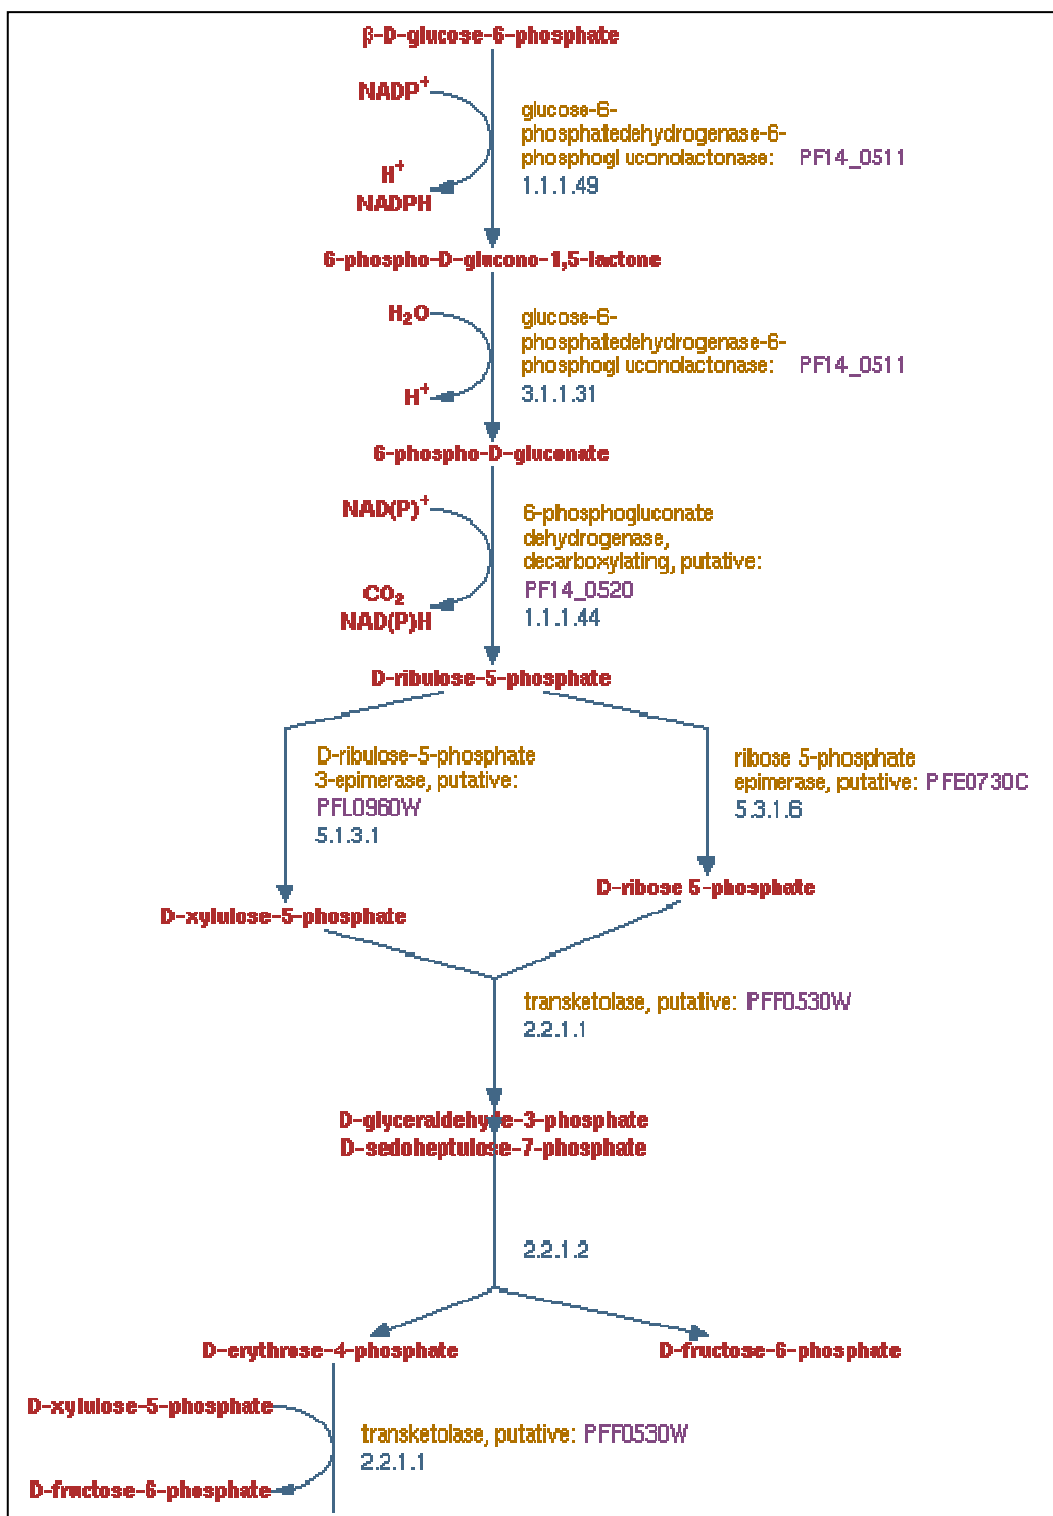 β-D-glucose-6-phosphate
NADP⁺
glucose-6-
phosphatedehydrogenase-6-
phosphogluconolactonase: PF14_0511
1.1.1.49
H⁺
NADPH
6-phospho-D-glucono-1,5-lactone
H₂O
glucose-6-
phosphatedehydrogenase-6-
phosphogluconolactonase: PF14_0511
3.1.1.31
H⁺
6-phospho-D-gluconate
NAD(P)⁺
6-phosphogluconate
dehydrogenase,
decarboxylating, putative:
PF14_0520
1.1.1.44
CO₂
NAD(P)H
D-ribulose-5-phosphate
D-ribulose-5-phosphate
3-epimerase, putative:
PFL0960W
5.1.3.1
ribose 5-phosphate
epimerase, putative: PFE0730C
5.3.1.6
D-ribose 5-phosphate
D-xylulose-5-phosphate
transketolase, putative: PFF0530W
2.2.1.1
D-glyceraldehyde-3-phosphate
D-sedoheptulose-7-phosphate
2.2.1.2
D-erythrose-4-phosphate
D-fructose-6-phosphate
D-xylulose-5-phosphate
transketolase, putative: PFF0530W
2.2.1.1
D-fructose-6-phosphate